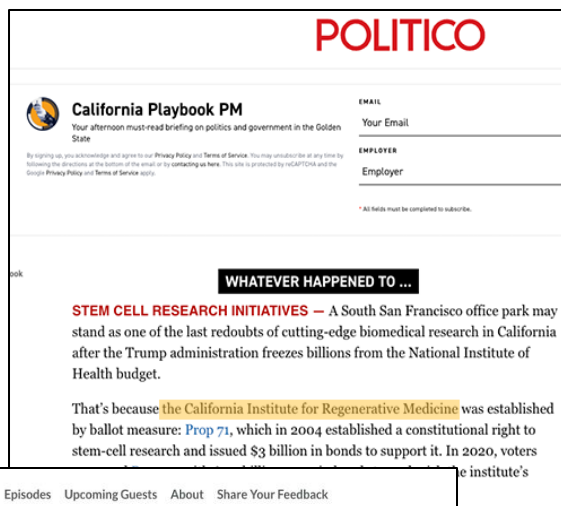 POLITICO
California Playbook PM
Your afternoon must-read briefing on politics and government in the Golden
State
By signing up, you acknowledge and agree to our Privacy Policy and Terms of Service. You may unsubscribe at any time by
following the directions at the bottom of the email or by contacting us here. This site is protected by reCAPTCHA and the
Google Privacy Policy and Terms of Service apply.
EMAIL
Your Email
EMPLOYER
Employer
* All fields must be completed to subscribe.
ook
WHATEVER HAPPENED TO ...
STEM CELL RESEARCH INITIATIVES — A South San Francisco office park may
stand as one of the last redoubts of cutting-edge biomedical research in California
after the Trump administration freezes billions from the National Institute of
Health budget.
That's because the California Institute for Regenerative Medicine was established
by ballot measure: Prop 71, which in 2004 established a constitutional right to
stem-cell research and issued $3 billion in bonds to support it. In 2020, voters
institute's
Episodes Upcoming Guests About Share Your Feedback